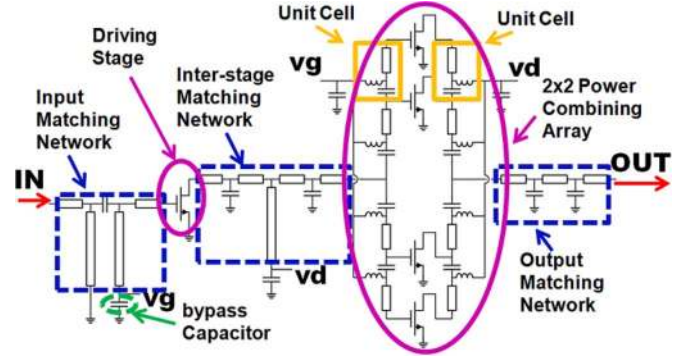 Unit Cell
Unit Cell
Driving
Stage
vg
vd
Inter-stage
Matching
Network
Input
Matching
Network
2x2 Power
Combining
Array
IN
OUT
vg
vd
bypass
Capacitor
Output
Matching
Network